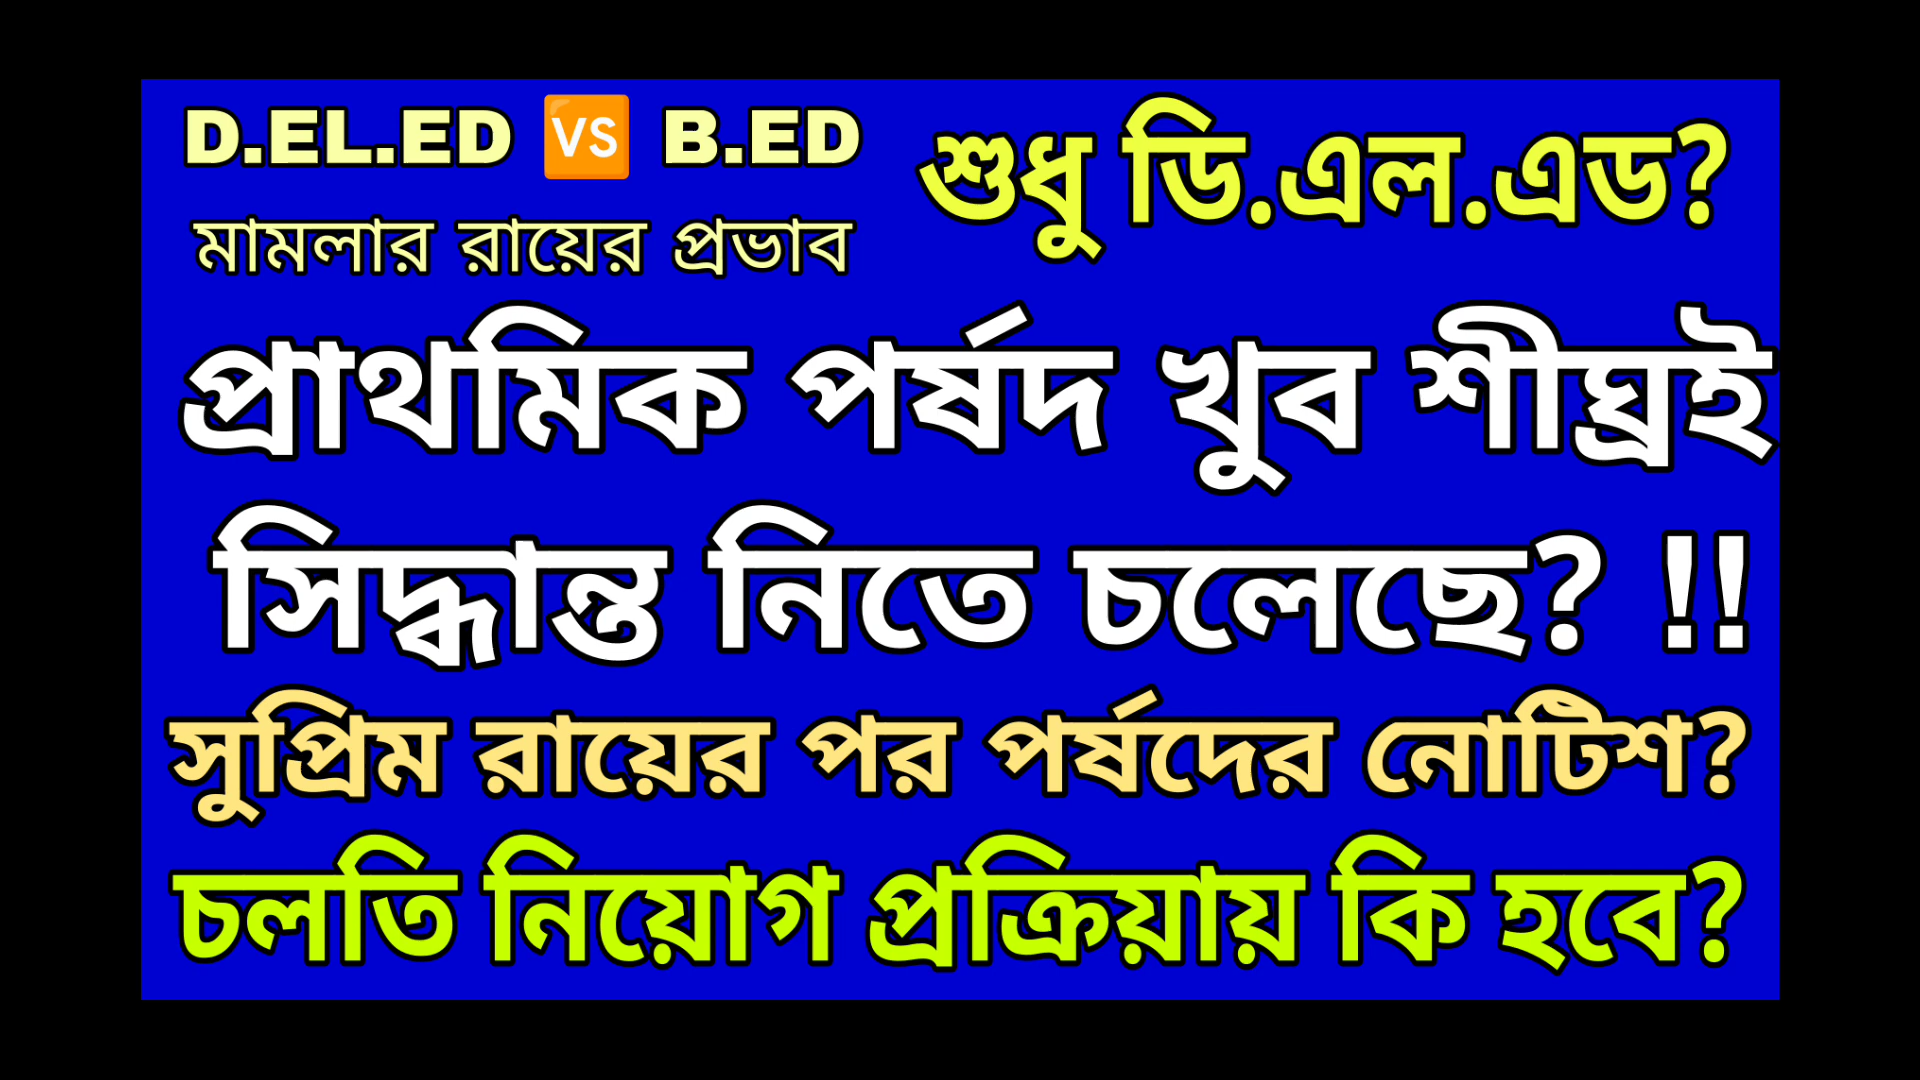 D.EL.ED 🆚 B.ED
মামলার রায়ের প্রভাব
শুধু ডি.এল.এড?
প্রাথমিক পর্ষদ খুব শীঘ্রই
সিদ্ধান্ত নিতে চলেছে? !!
সুপ্রিম রায়ের পর পর্ষদের নোটিশ?
চলতি নিয়োগ প্রক্রিয়ায় কি হবে?